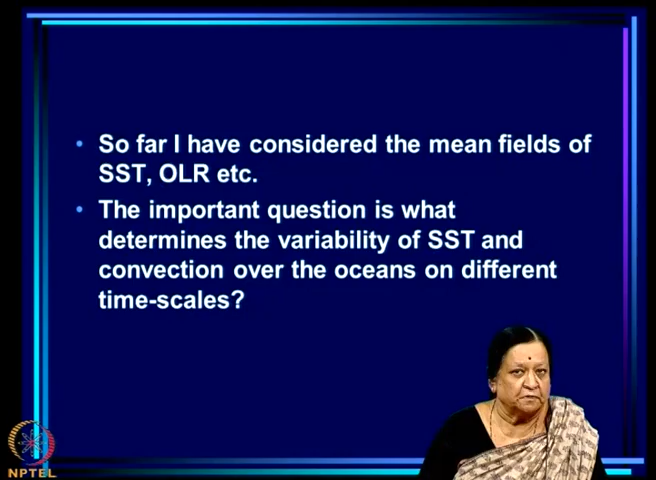 So far I have considered the mean fields of
SST, OLR etc.
The important question is what
determines the variability of SST and
convection over the oceans on different
time-scales?
NPTEL